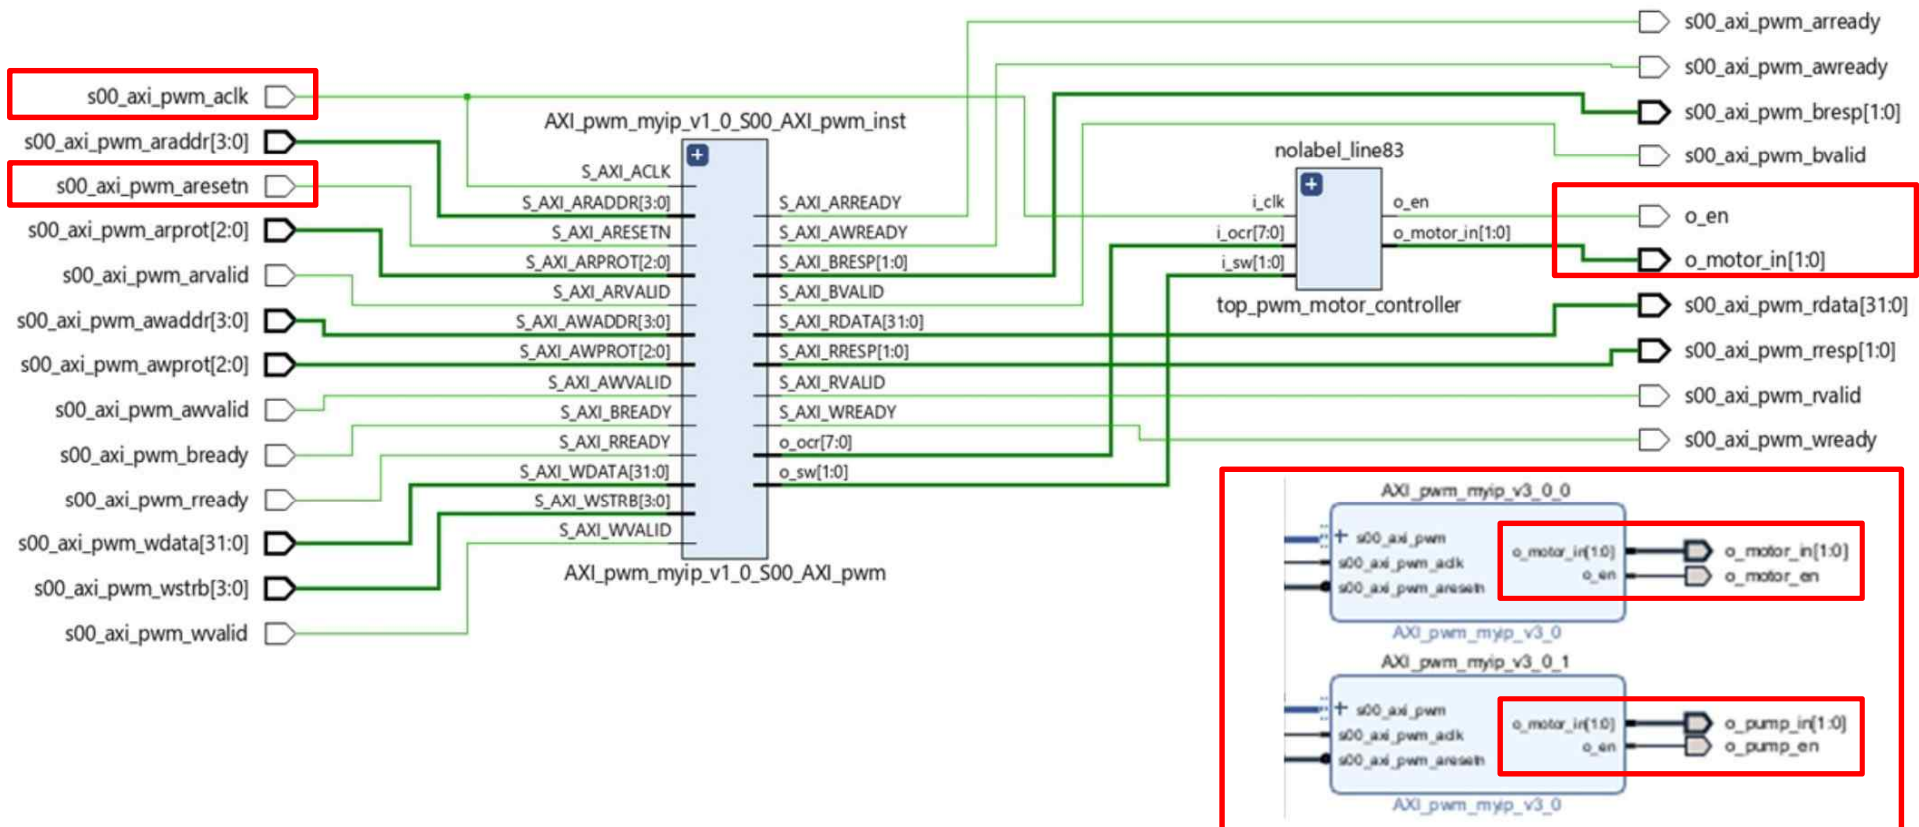 s00_axi_pwm_aclk
s00_axi_pwm_araddr[3:0]
s00_axi_pwm_aresetn
s00_axi_pwm_arprot[2:0]
s00_axi_pwm_arvalid
s00_axi_pwm_awaddr[3:0]
s00_axi_pwm_awprot[2:0]
s00_axi_pwm_awvalid
s00_axi_pwm_bready
s00_axi_pwm_rready
s00_axi_pwm_wdata[31:0]
s00_axi_pwm_wstrb[3:0]
s00_axi_pwm_wvalid
AXI_pwm_myip_v1_0_S00_AXI_pwm_inst
S_AXI_ACLK
S_AXI_ARADDR[3:0]
S_AXI_ARESETN
S_AXI_ARPROT[2:0]
S_AXI_ARVALID
S_AXI_AWADDR[3:0]
S_AXI_AWPROT[2:0]
S_AXI_AWVALID
S_AXI_BREADY
S_AXI_RREADY
S_AXI_WDATA[31:0]
S_AXI_WSTRB[3:0]
S_AXI_WVALID
S_AXI_ARREADY
S_AXI_AWREADY
S_AXI_BRESP[1:0]
S_AXI_BVALID
S_AXI_RDATA[31:0]
S_AXI_RRESP[1:0]
S_AXI_RVALID
S_AXI_WREADY
o_ocr[7:0]
o_sw[1:0]
AXI_pwm_myip_v1_0_S00_AXI_pwm
nolabel_line83
i_clk
i_ocr[7:0]
i_sw[1:0]
o_en
o_motor_in[1:0]
top_pwm_motor_controller
s00_axi_pwm_arready
s00_axi_pwm_awready
s00_axi_pwm_bresp[1:0]
s00_axi_pwm_bvalid
o_en
o_motor_in[1:0]
s00_axi_pwm_rdata[31:0]
s00_axi_pwm_rresp[1:0]
s00_axi_pwm_rvalid
s00_axi_pwm_wready
AXI_pwm_myip_v3_0_0
s00_axi_pwm
s00_axi_pwm_aclk
s00_axi_pwm_aresetn
o_motor_in[1:0]
o_en
o_motor_in[1:0]
o_motor_en
AXI_pwm_myip_v3_0
AXI_pwm_myip_v3_0_1
s00_axi_pwm
s00_axi_pwm_aclk
s00_axi_pwm_aresetn
o_motor_in[1:0]
o_en
o_pump_in[1:0]
o_pump_en
AXI_pwm_myip_v3_0